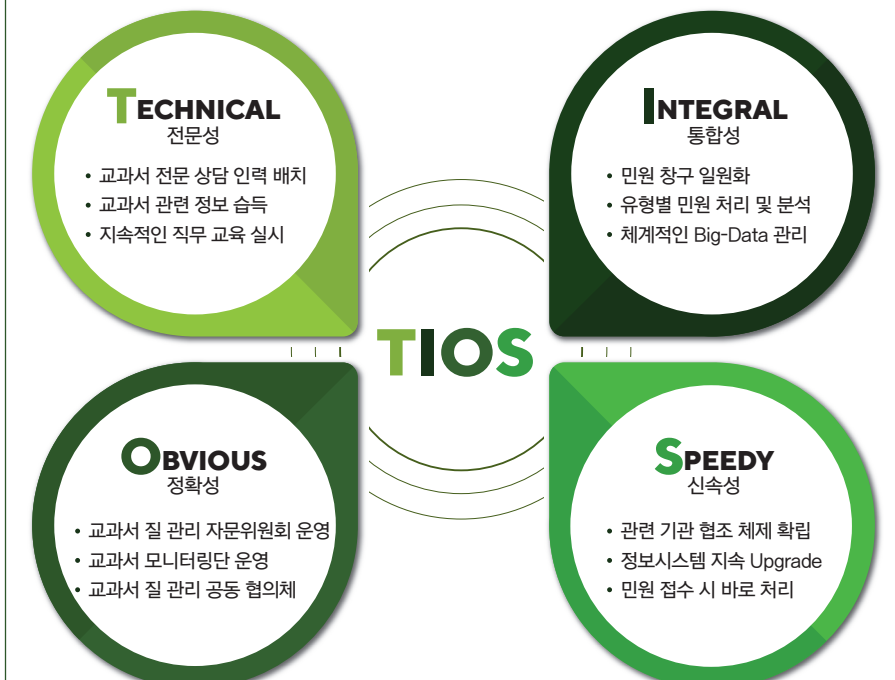 TECHNICAL
전문성
• 교과서 전문 상담 인력 배치
• 교과서 관련 정보 습득
• 지속적인 직무 교육 실시
INTEGRAL
통합성
• 민원 창구 일원화
• 유형별 민원 처리 및 분석
• 체계적인 Big-Data 관리
TIOS
OBVIOUS
정확성
• 교과서 질 관리 자문위원회 운영
• 교과서 모니터링단 운영
• 교과서 질 관리 공동 협의체
SPEEDY
신속성
• 관련 기관 협조 체제 확립
• 정보시스템 지속 Upgrade
• 민원 접수 시 바로 처리